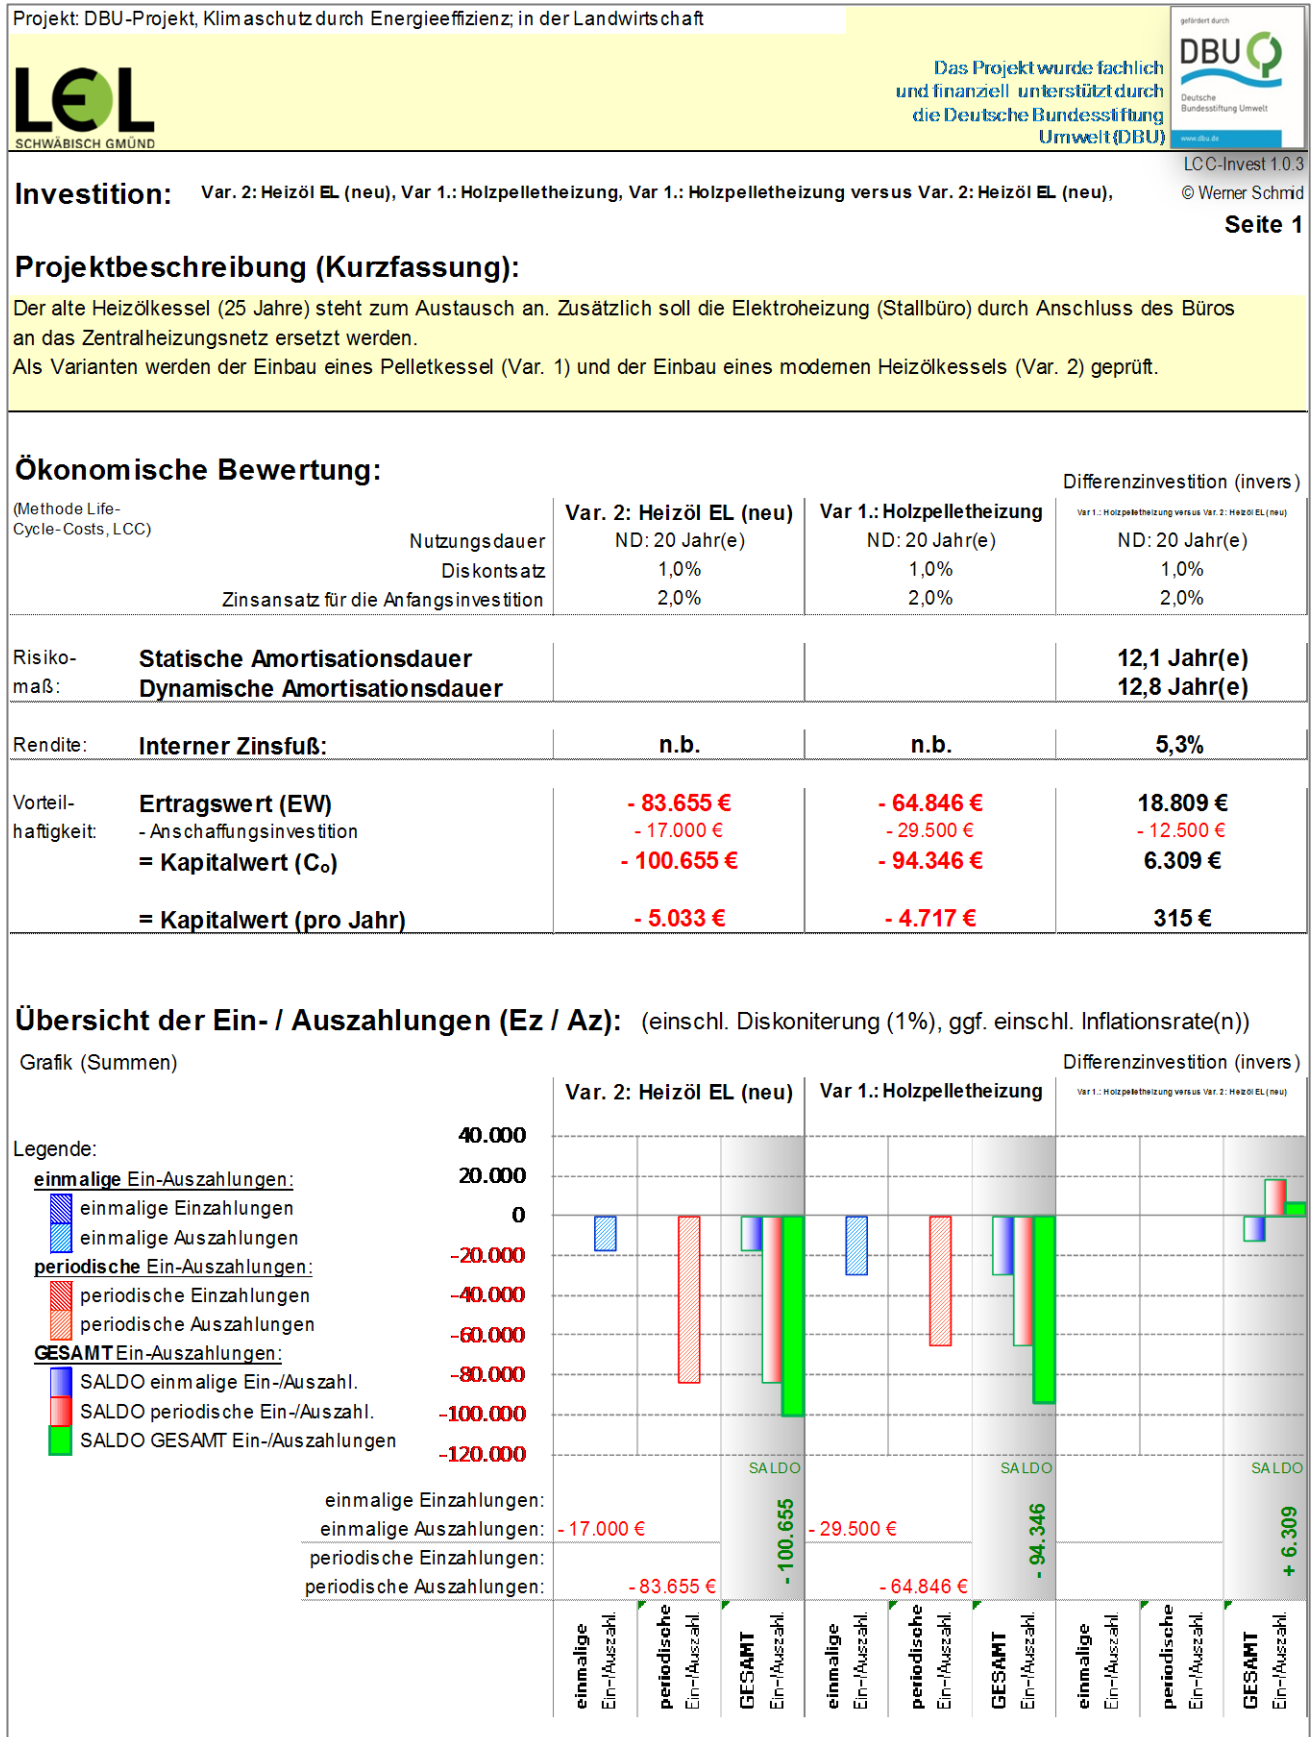 Projekt: DBU-Projekt, Klimaschutz durch Energieeffizienz; in der Landwirtschaft
gefördert durch
DBU
Deutsche
Bundesstiftung Umwelt
www.dbu.de
LEL
SCHWÄBISCH GMÜND
Das Projekt wurde fachlich
und finanziell unterstützt durch
die Deutsche Bundesstiftung
Umwelt (DBU)
LCC-Invest 1.0.3
© Werner Schmid
Seite 1
Investition: Var. 2: Heizöl EL (neu), Var 1.: Holzpelletheizung, Var 1.: Holzpelletheizung versus Var. 2: Heizöl EL (neu),
Projektbeschreibung (Kurzfassung):
Der alte Heizölkessel (25 Jahre) steht zum Austausch an. Zusätzlich soll die Elektroheizung (Stallbüro) durch Anschluss des Büros
an das Zentralheizungsnetz ersetzt werden.
Als Varianten werden der Einbau eines Pelletkessel (Var. 1) und der Einbau eines modernen Heizölkessels (Var. 2) geprüft.
Ökonomische Bewertung:
Differenzinvestition (invers)
(Methode Life-
Cycle-Costs, LCC)
Var. 2: Heizöl EL (neu) Var 1.: Holzpelletheizung Var 1.: Holzpelletheizung versus Var. 2: Heizöl EL (neu)
Nutzungsdauer ND: 20 Jahr(e) ND: 20 Jahr(e) ND: 20 Jahr(e)
Diskontsatz 1,0% 1,0% 1,0%
Zinsansatz für die Anfangsinvestition 2,0% 2,0% 2,0%
Risiko-
maß:
Statische Amortisationsdauer 12,1 Jahr(e)
Dynamische Amortisationsdauer 12,8 Jahr(e)
Rendite: Interner Zinsfuß: n.b. n.b. 5,3%
Vorteil-
haftigkeit:
Ertragswert (EW) - 83.655 € - 64.846 € 18.809 €
- Anschaffungsinvestition - 17.000 € - 29.500 € - 12.500 €
= Kapitalwert (C₀) - 100.655 € - 94.346 € 6.309 €
= Kapitalwert (pro Jahr) - 5.033 € - 4.717 € 315 €
Übersicht der Ein- / Auszahlungen (Ez / Az): (einschl. Diskoniterung (1%), ggf. einschl. Inflationsrate(n))
Grafik (Summen)
Differenzinvestition (invers)
Var. 2: Heizöl EL (neu) Var 1.: Holzpelletheizung Var 1.: Holzpelletheizung versus Var. 2: Heizöl EL (neu)
Legende:
einmalige Ein-Auszahlungen:
einmalige Einzahlungen
einmalige Auszahlungen
periodische Ein-Auszahlungen:
periodische Einzahlungen
periodische Auszahlungen
GESAMT Ein-Auszahlungen:
SALDO einmalige Ein-/Auszahl.
SALDO periodische Ein-/Auszahl.
SALDO GESAMT Ein-/Auszahlungen
40.000
20.000
0
-20.000
-40.000
-60.000
-80.000
-100.000
-120.000
SALDO SALDO SALDO
- 100.655 - 94.346 + 6.309
einmalige Einzahlungen:
einmalige Auszahlungen: - 17.000 € - 29.500 €
periodische Einzahlungen:
periodische Auszahlungen: - 83.655 € - 64.846 €
einmalige Ein-/Auszahl.
periodische Ein-/Auszahl.
GESAMT Ein-/Auszahl.
einmalige Ein-/Auszahl.
periodische Ein-/Auszahl.
GESAMT Ein-/Auszahl.
einmalige Ein-/Auszahl.
periodische Ein-/Auszahl.
GESAMT Ein-/Auszahl.